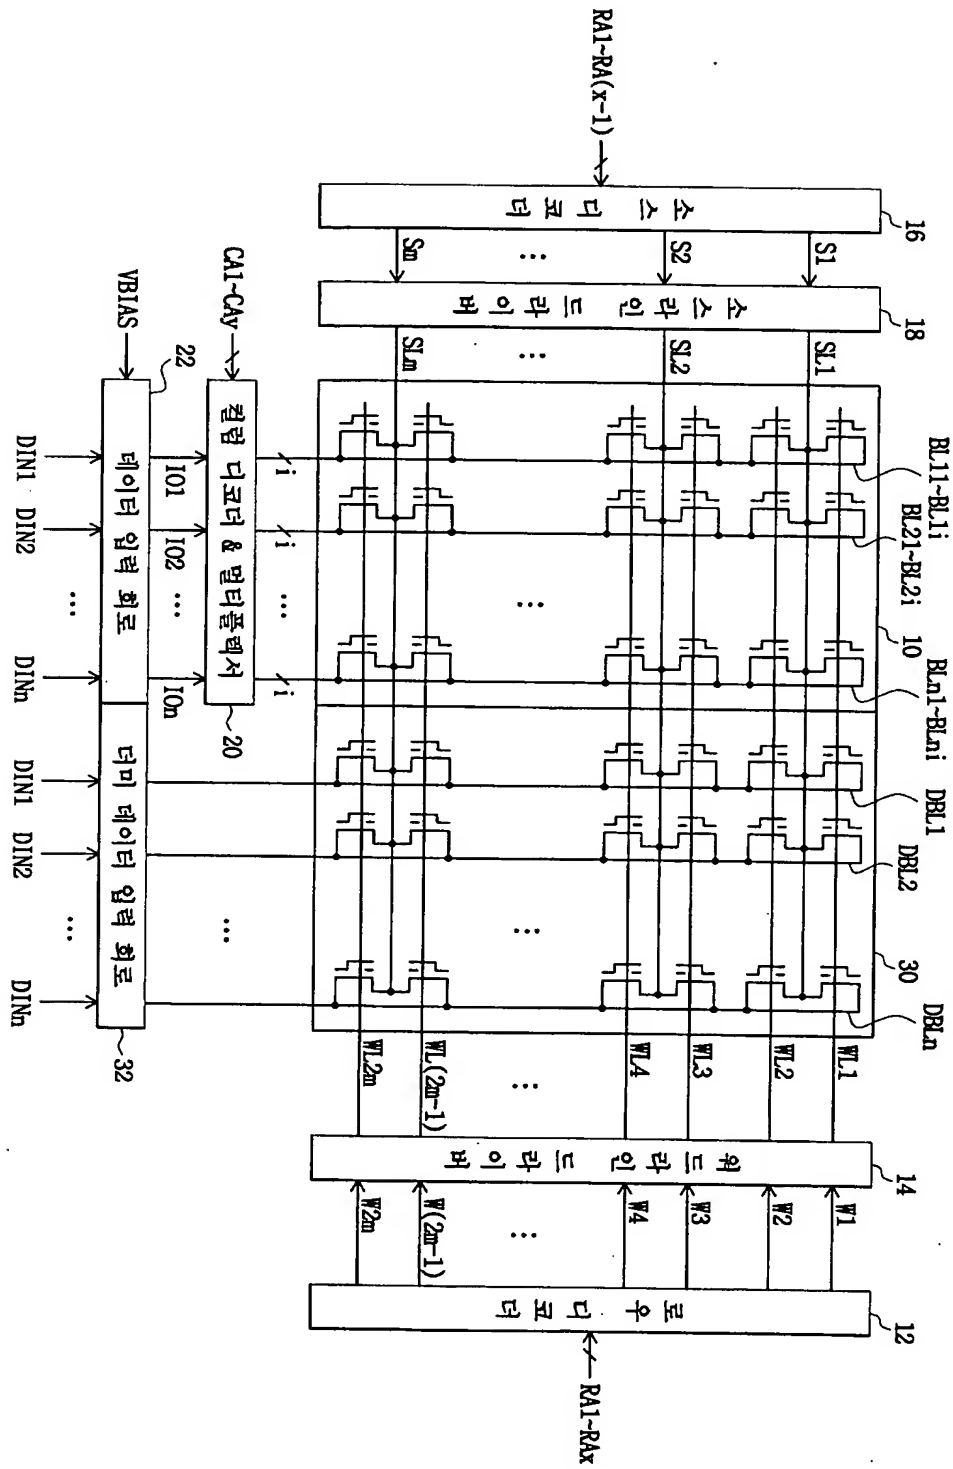 RA1~RA(x-1)
소스 디코더
16
S1
S2
...
Sm
소스라인 드라이버
18
SL1
SL2
...
SLm
BL11~BL1i
BL21~BL2i
10
BLn1~BLni
DBL1
DBL2
30
DBLn
...
...
WL1
WL2
WL3
WL4
...
WL(2m-1)
WL2m
워드라인 드라이버
14
W1
W2
W3
W4
...
W(2m-1)
W2m
로우 디코더
12
RA1~RAx
CA1~CAy
i
i
...
i
컬럼 디코더 & 멀티플렉서
20
VBIAS
22
IO1
IO2
...
IOn
데이터 입력 회로
더미 데이터 입력 회로
32
...
DIN1
DIN2
...
DINn
DIN1
DIN2
...
DINn